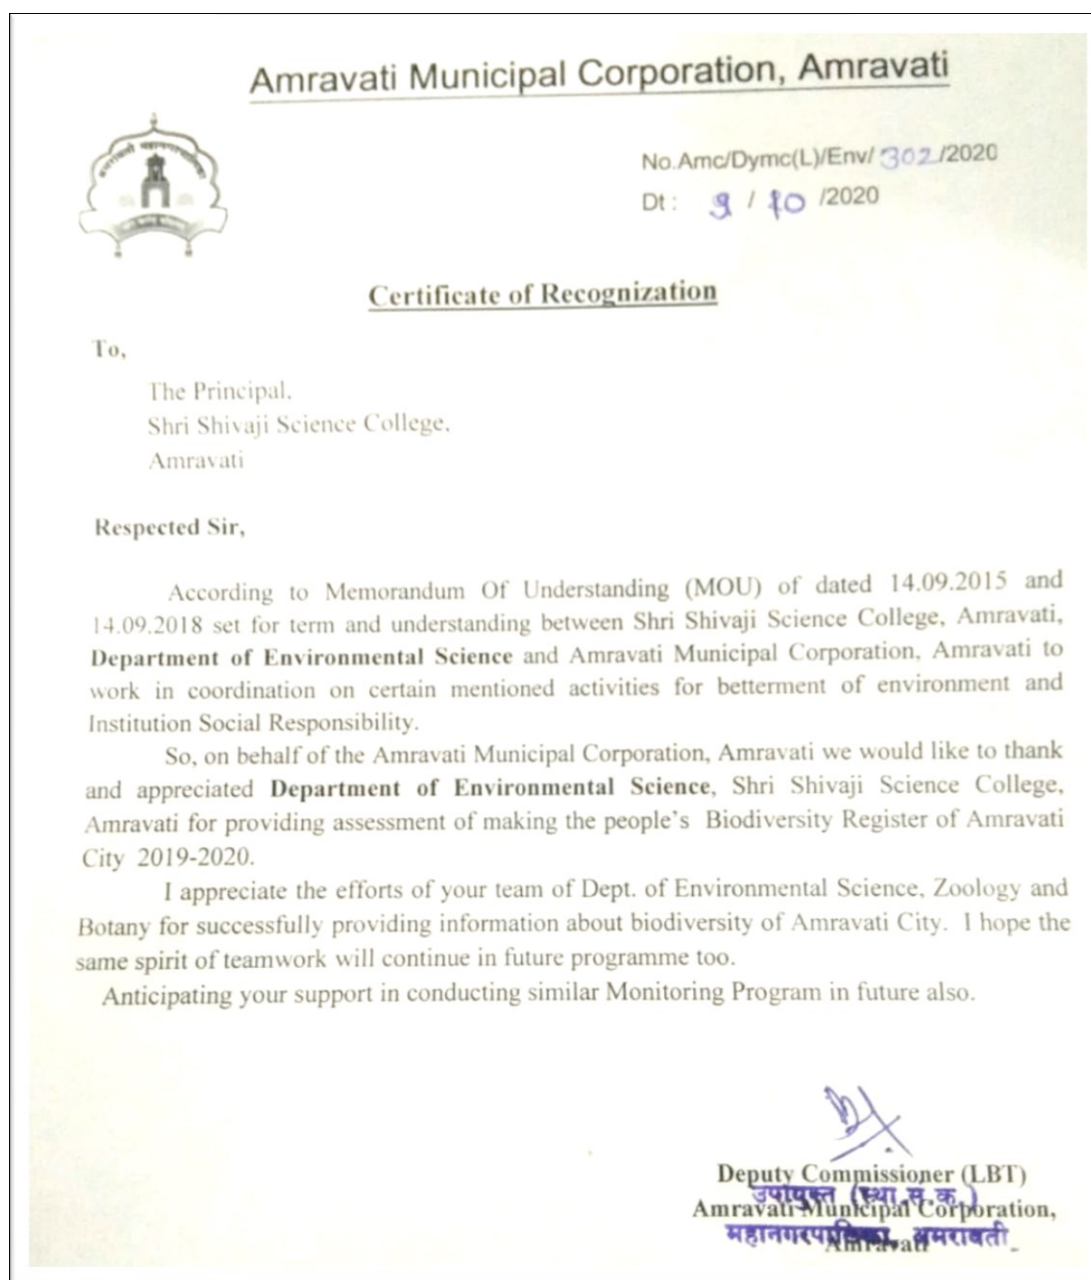 Amravati Municipal Corporation, Amravati
अमरावती महानगरपालिका
No.Amc/Dymc(L)/Env/ 302 /2020
Dt : 9 / 10 /2020
Certificate of Recognization
To,
The Principal,
Shri Shivaji Science College,
Amravati
Respected Sir,
According to Memorandum Of Understanding (MOU) of dated 14.09.2015 and
14.09.2018 set for term and understanding between Shri Shivaji Science College, Amravati,
Department of Environmental Science and Amravati Municipal Corporation, Amravati to
work in coordination on certain mentioned activities for betterment of environment and
Institution Social Responsibility.
So, on behalf of the Amravati Municipal Corporation, Amravati we would like to thank
and appreciated Department of Environmental Science, Shri Shivaji Science College,
Amravati for providing assessment of making the people's Biodiversity Register of Amravati
City 2019-2020.
I appreciate the efforts of your team of Dept. of Environmental Science, Zoology and
Botany for successfully providing information about biodiversity of Amravati City. I hope the
same spirit of teamwork will continue in future programme too.
Anticipating your support in conducting similar Monitoring Program in future also.
Deputy Commissioner (LBT)
उपायुक्त (स्था.स.क.)
Amravati Municipal Corporation,
महानगरपालिका, अमरावती
Amravati